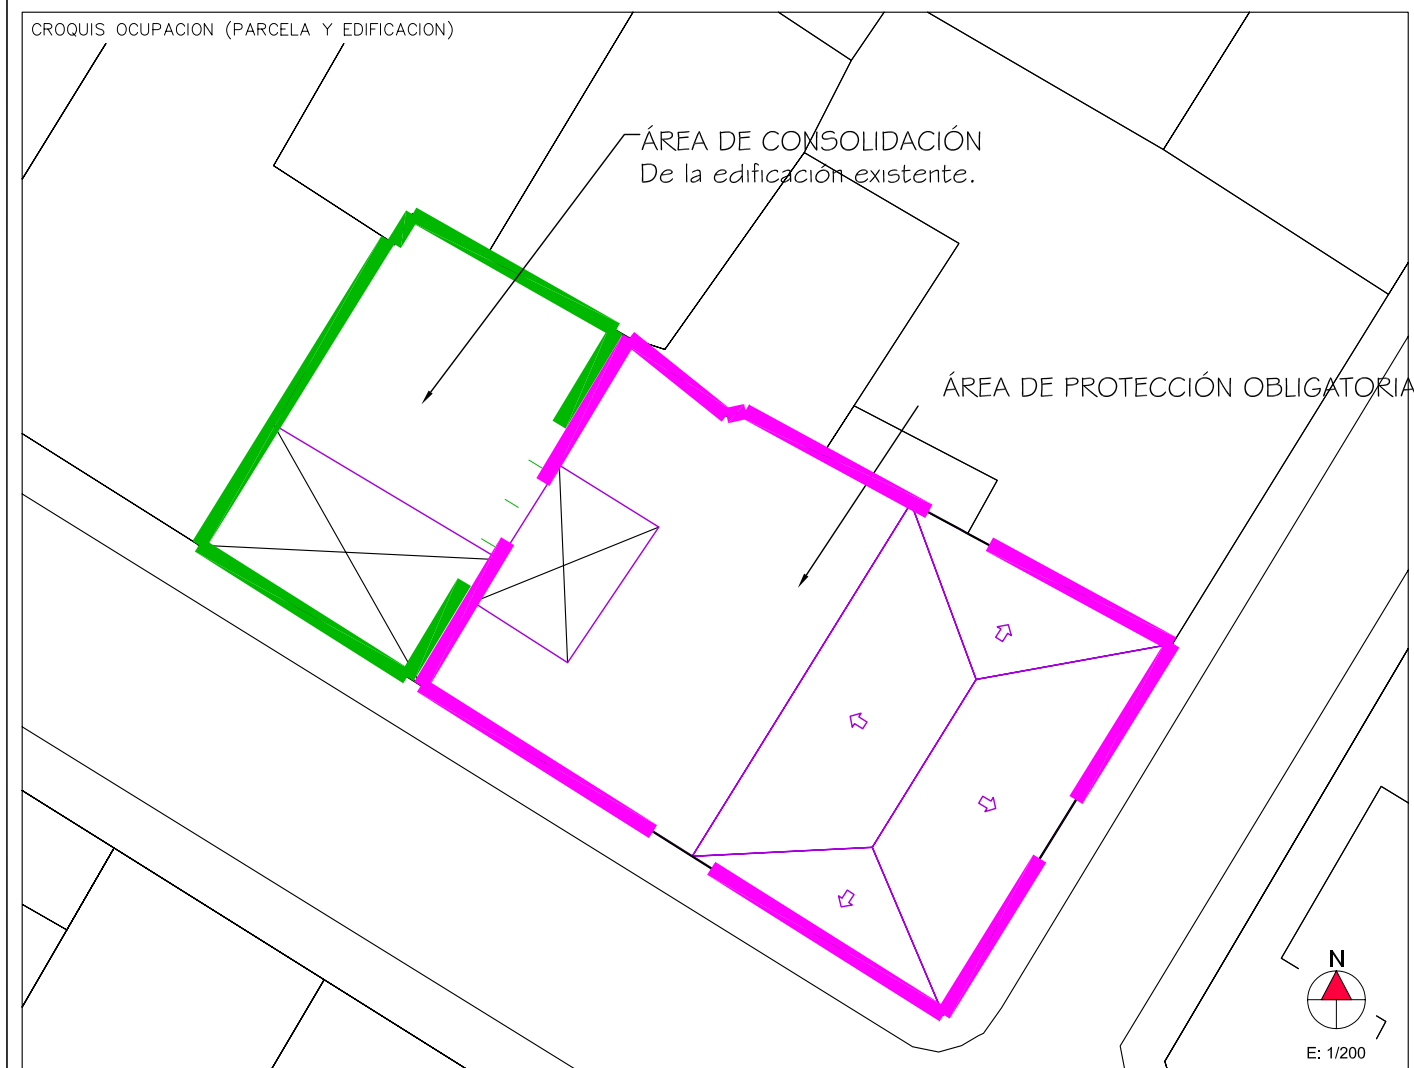 CROQUIS OCUPACION (PARCELA Y EDIFICACION)
ÁREA DE CONSOLIDACIÓN
De la edificación existente.
ÁREA DE PROTECCIÓN OBLIGATORIA
N
E: 1/200